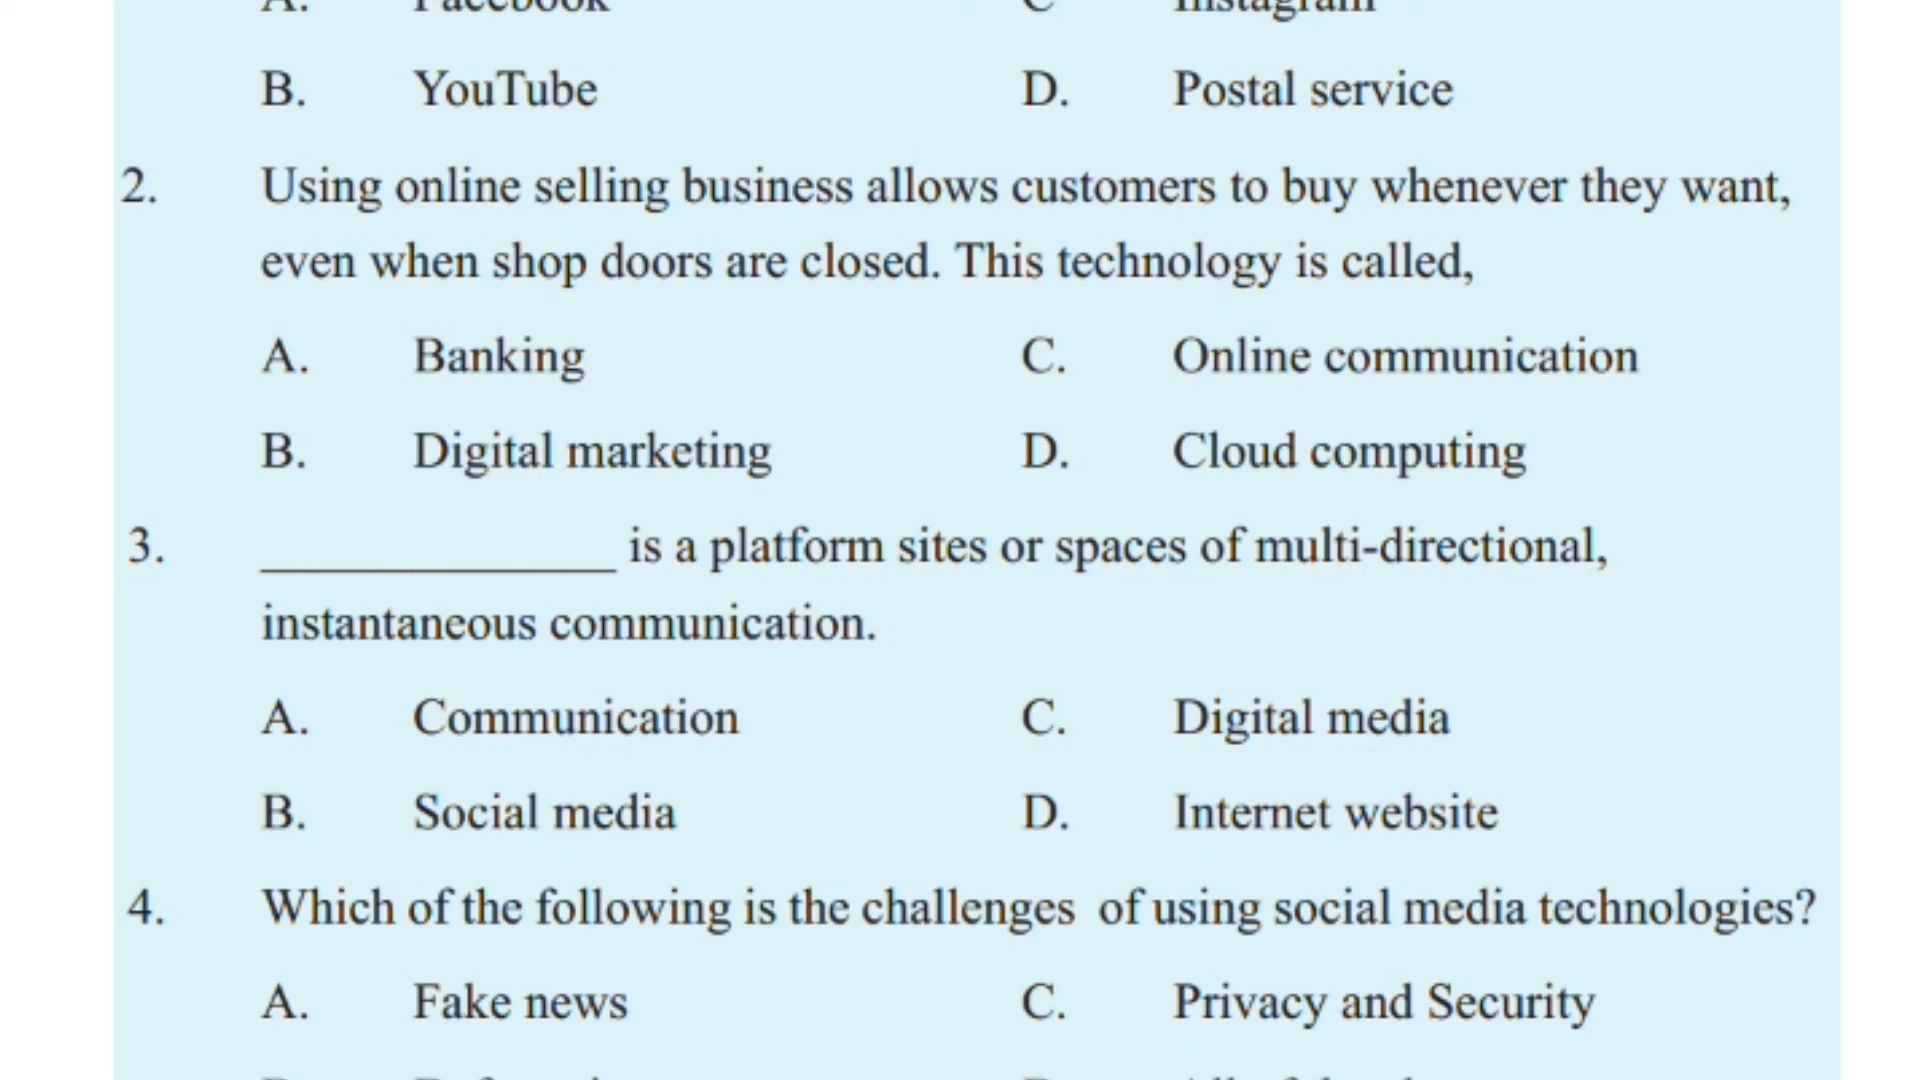 A. Facebook C Instagram
B. YouTube D. Postal service
2. Using online selling business allows customers to buy whenever they want,
even when shop doors are closed. This technology is called,
A. Banking C. Online communication
B. Digital marketing D. Cloud computing
3. ______________ is a platform sites or spaces of multi-directional,
instantaneous communication.
A. Communication C. Digital media
B. Social media D. Internet website
4. Which of the following is the challenges of using social media technologies?
A. Fake news C. Privacy and Security